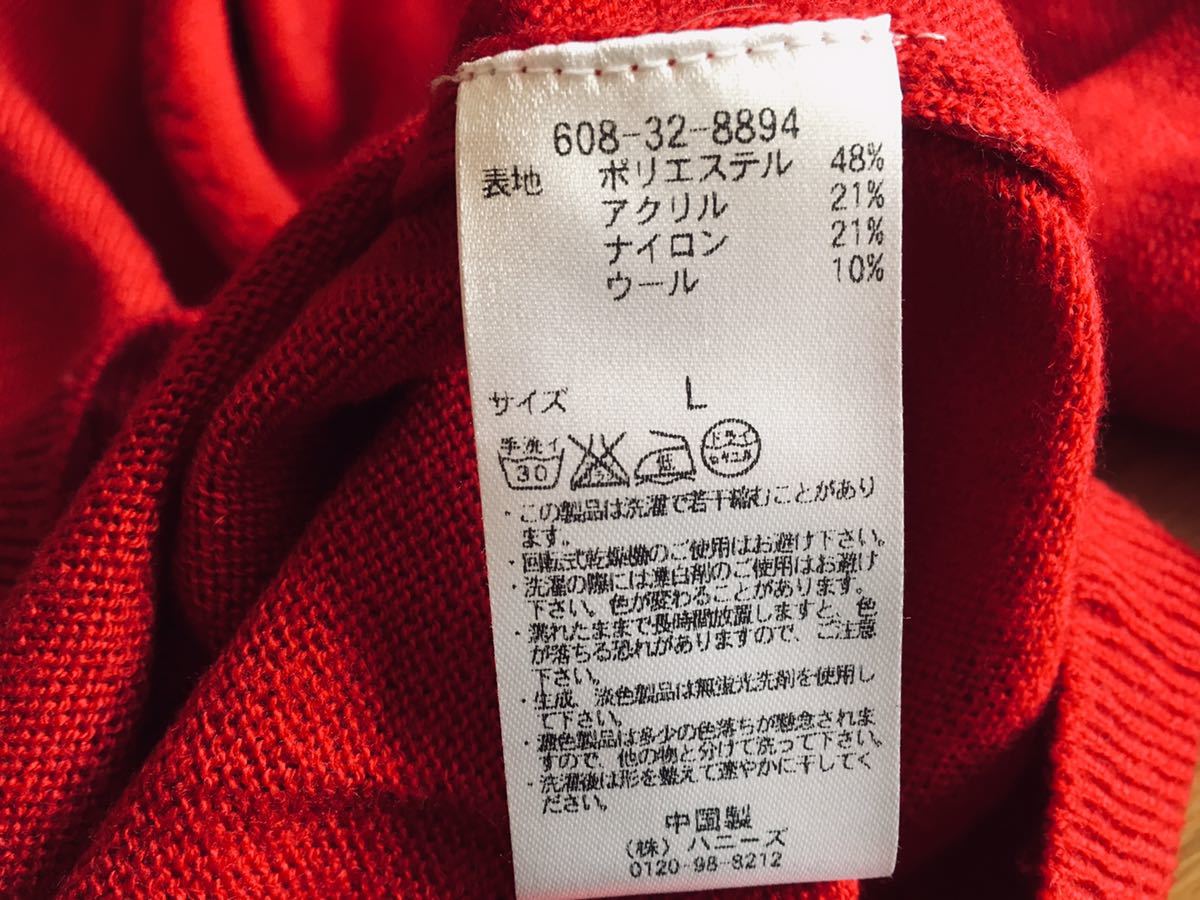 608-32-8894
表地 ポリエステル 48%
アクリル 21%
ナイロン 21%
ウール 10%
サイズ L
手洗イ 30 エンソサラシ 低 ドライ セキユ系
・この製品は洗濯で若干縮むことがあり
ます。
・回転式乾燥機のご使用はお避け下さい。
・洗濯の際には漂白剤のご使用はお避け
下さい。色が変わることがあります。
・濡れたままで長時間放置しますと、色
が落ちる恐れがありますので、ご注意
下さい。
・生成、淡色製品は無蛍光洗剤を使用し
て下さい。
・濃色製品は多少の色落ちが懸念されま
すので、他の物と分けて洗って下さい。
・洗濯後は形を整えて速やかに干してく
ださい。
中国製
(株) ハニーズ
0120-98-8212